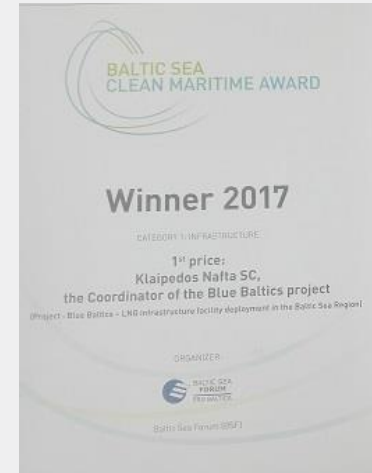 BALTIC SEA
CLEAN MARITIME AWARD
Winner 2017
CATEGORY 1: INFRASTRUCTURE
1st price:
Klaipedos Nafta SC,
the Coordinator of the Blue Baltics project
(Project - Blue Baltics - LNG infrastructure facility deployment in the Baltic Sea Region)
ORGANIZER
BALTIC SEA
FORUM
PRO BALTICA
Baltic Sea Forum (BSF)